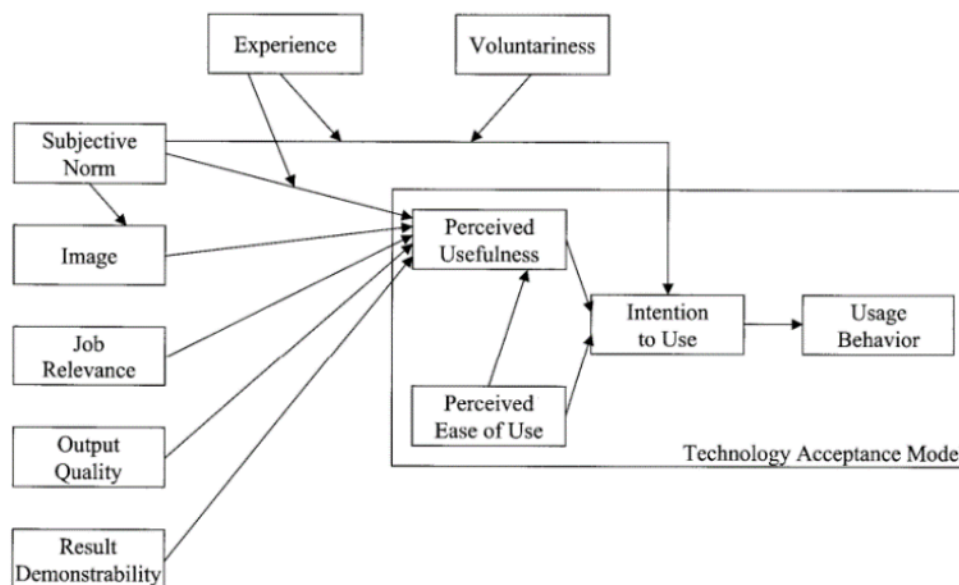 Experience
Voluntariness
Subjective
Norm
Image
Job
Relevance
Output
Quality
Result
Demonstrability
Perceived
Usefulness
Perceived
Ease of Use
Intention
to Use
Usage
Behavior
Technology Acceptance Mode